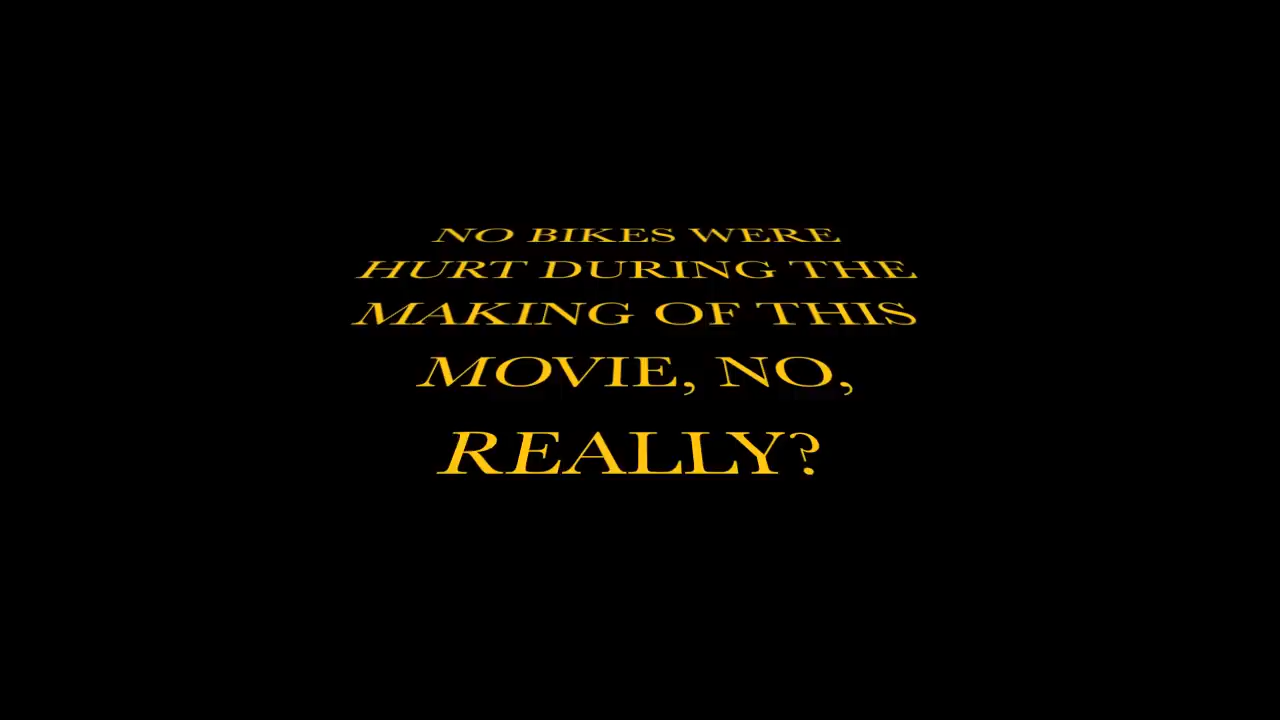 NO BIKES WERE
HURT DURING THE
MAKING OF THIS
MOVIE, NO,
REALLY?